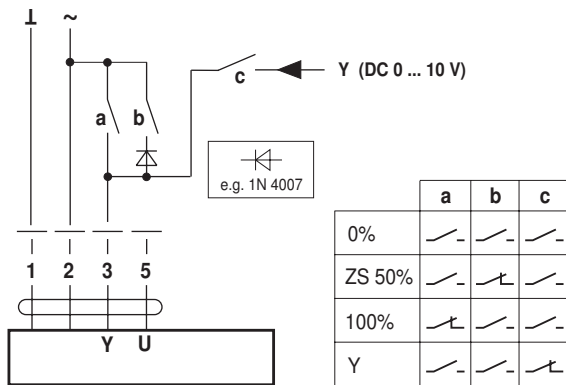 ⊥ ~
Y (DC 0 ... 10 V)
c
a b
e.g. 1N 4007
1 2 3 5
Y U
a b c
0%
ZS 50%
100%
Y